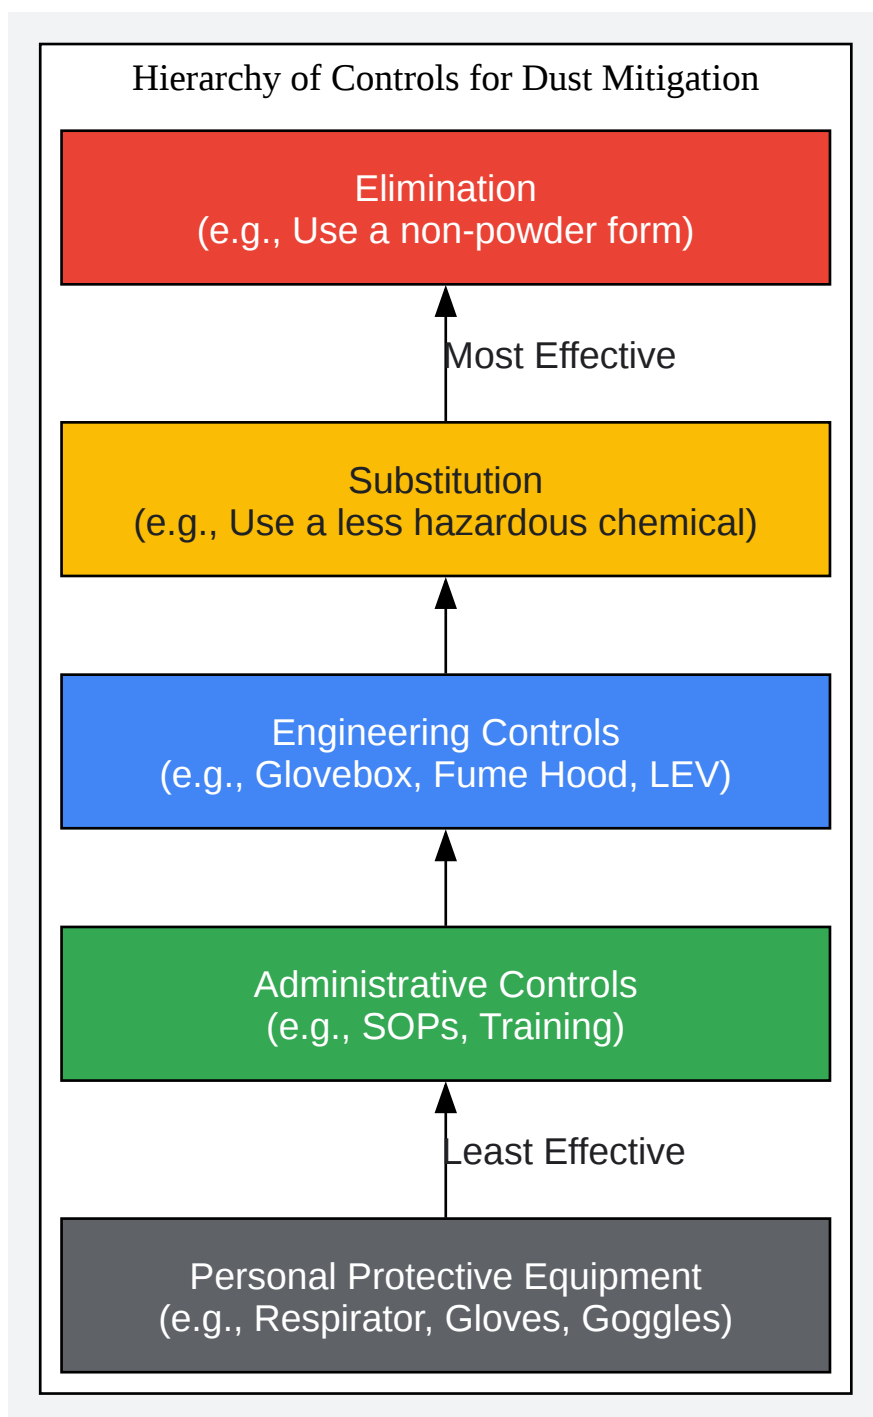 Hierarchy of Controls for Dust Mitigation
Elimination
(e.g., Use a non-powder form)
Most Effective
Substitution
(e.g., Use a less hazardous chemical)
Engineering Controls
(e.g., Glovebox, Fume Hood, LEV)
Administrative Controls
(e.g., SOPs, Training)
Least Effective
Personal Protective Equipment
(e.g., Respirator, Gloves, Goggles)